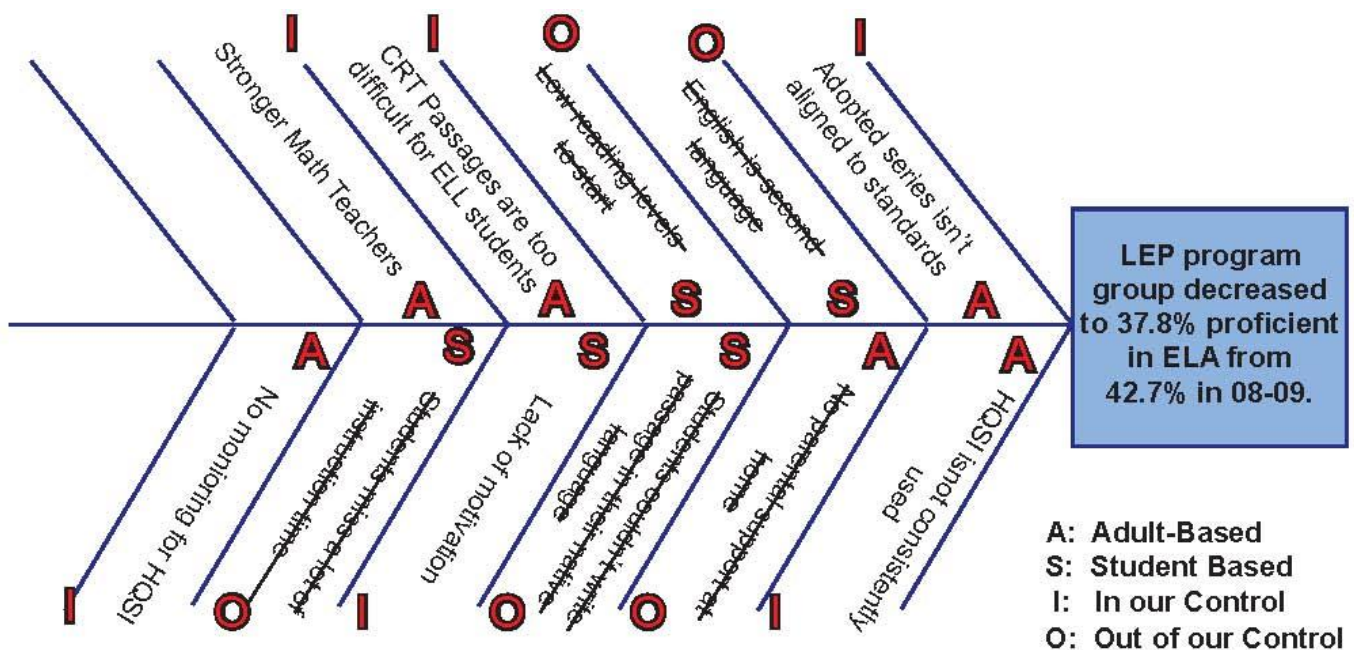 I
I
O
O
I
Stronger Math Teachers
CRT Passages are too
difficult for ELL students
Low reading levels
to start
English is second
language
Adopted series isn't
aligned to standards
A
A
S
S
A
LEP program
group decreased
to 37.8% proficient
in ELA from
42.7% in 08-09.
A
S
S
S
A
A
No monitoring for HQSI
Students miss a lot of
instruction time
Lack of motivation
Students couldn't write
passage in their native
language
No parental support at
home
HQSI isnot consistently
used
I
O
I
O
O
I
A: Adult-Based
S: Student Based
I: In our Control
O: Out of our Control